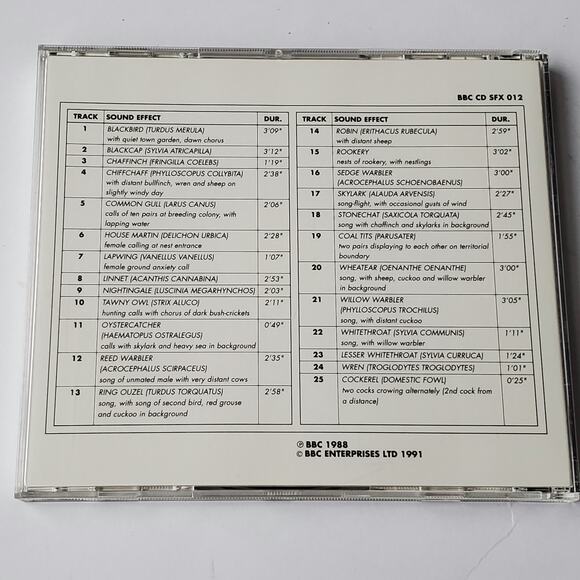 BBC CD SFX 012
TRACK SOUND EFFECT DUR.
1 BLACKBIRD (TURDUS MERULA) 3'09"
with quiet town garden, dawn chorus
2 BLACKCAP (SYLVIA ATRICAPILLA) 3'12"
3 CHAFFINCH (FRINGILLA COELEBS) 1'19"
4 CHIFFCHAFF (PHYLLOSCOPUS COLLYBITA) 2'38"
with distant bullfinch, wren and sheep on
slightly windy day
5 COMMON GULL (LARUS CANUS) 2'06"
calls of ten pairs at breeding colony, with
lapping water
6 HOUSE MARTIN (DELICHON URBICA) 2'28"
female calling at nest entrance
7 LAPWING (VANELLUS VANELLUS) 1'07"
female ground anxiety call
8 LINNET (ACANTHIS CANNABINA) 2'53"
9 NIGHTINGALE (LUSCINIA MEGARHYNCHOS) 2'03"
10 TAWNY OWL (STRIX ALUCO) 2'11"
hunting calls with chorus of dark bush-crickets
11 OYSTERCATCHER 0'49"
(HAEMATOPUS OSTRALEGUS)
calls with skylark and heavy sea in background
12 REED WARBLER 2'35"
(ACROCEPHALUS SCIRPACEUS)
song of unmated male with very distant cows
13 RING OUZEL (TURDUS TORQUATUS) 2'58"
song, with song of second bird, red grouse
and cuckoo in background
TRACK SOUND EFFECT DUR.
14 ROBIN (ERITHACUS RUBECULA) 2'59"
with distant sheep
15 ROOKERY 3'02"
nests of rookery, with nestlings
16 SEDGE WARBLER 3'00"
(ACROCEPHALUS SCHOENOBAENUS)
17 SKYLARK (ALAUDA ARVENSIS) 2'27"
song-flight, with occasional gusts of wind
18 STONECHAT (SAXICOLA TORQUATA) 2'45"
song with chaffinch and skylarks in background
19 COAL TITS (PARUSATER) 1'55"
two pairs displaying to each other on territorial
boundary
20 WHEATEAR (OENANTHE OENANTHE) 3'00"
song, with sheep, cuckoo and willow warbler
in background
21 WILLOW WARBLER 3'05"
(PHYLLOSCOPUS TROCHILUS)
song, with distant cuckoo
22 WHITETHROAT (SYLVIA COMMUNIS) 1'11"
song, with willow warbler
23 LESSER WHITETHROAT (SYLVIA CURRUCA) 1'24"
24 WREN (TROGLODYTES TROGLODYTES) 1'01"
25 COCKEREL (DOMESTIC FOWL) 0'25"
two cocks crowing alternately (2nd cock from
a distance)
℗ BBC 1988
© BBC ENTERPRISES LTD 1991